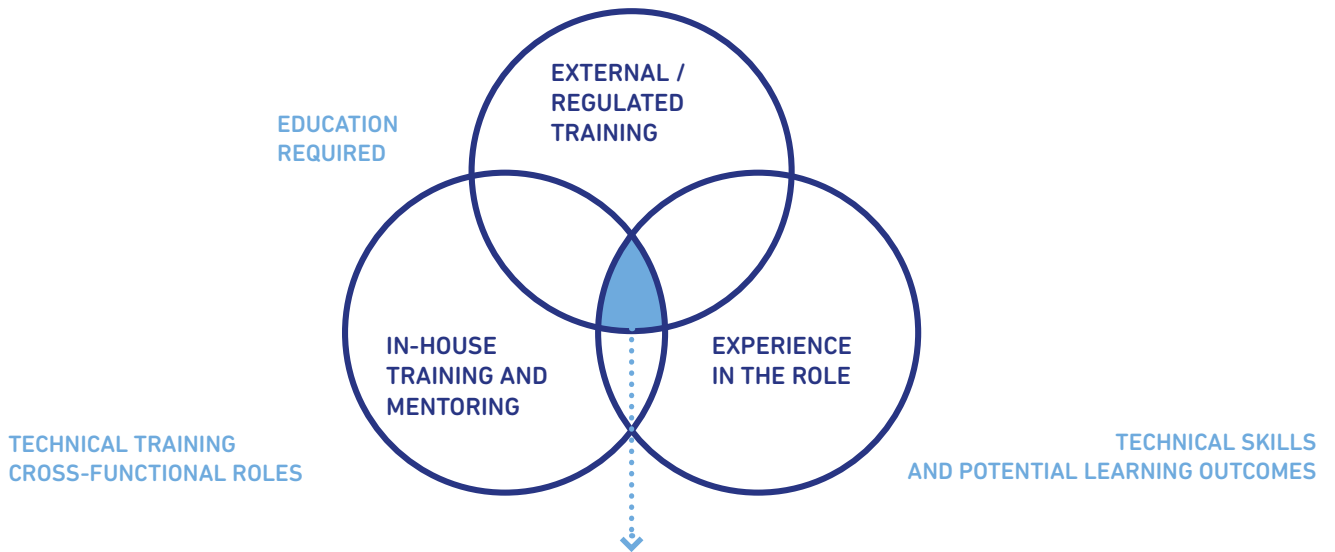 EXTERNAL /
REGULATED
TRAINING
EDUCATION
REQUIRED
IN-HOUSE
TRAINING AND
MENTORING
EXPERIENCE
IN THE ROLE
TECHNICAL TRAINING
CROSS-FUNCTIONAL ROLES
TECHNICAL SKILLS
AND POTENTIAL LEARNING OUTCOMES